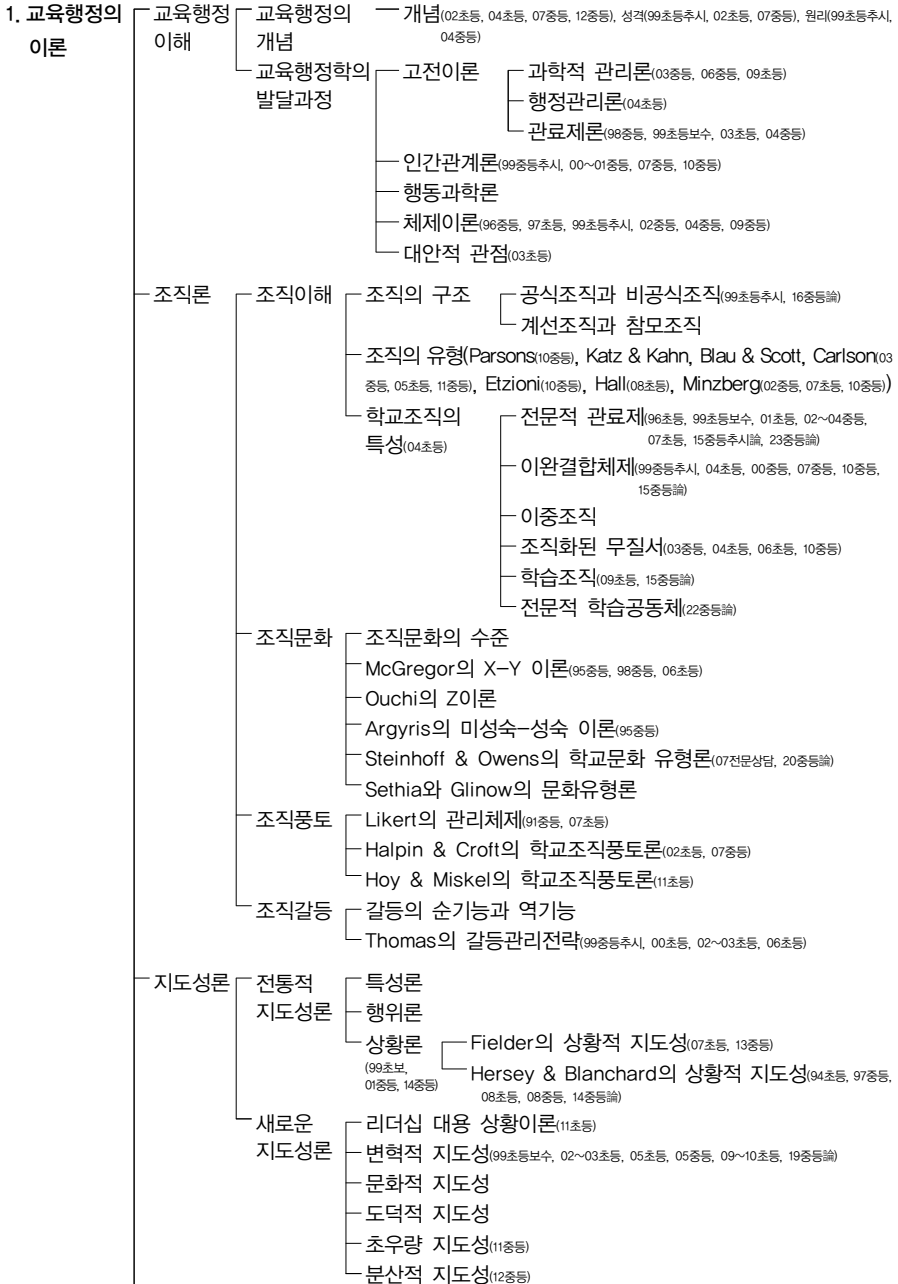 1. 교육행정의 이론
교육행정 이해
교육행정의 개념
개념(02초등, 04초등, 07중등, 12중등), 성격(99초등추시, 02초등, 07중등), 원리(99초등추시, 04중등)
교육행정학의 발달과정
고전이론
과학적 관리론(03중등, 06중등, 09초등)
행정관리론(04초등)
관료제론(98중등, 99초등보수, 03초등, 04중등)
인간관계론(99중등추시, 00~01중등, 07중등, 10중등)
행동과학론
체제이론(96중등, 97초등, 99초등추시, 02중등, 04중등, 09중등)
대안적 관점(03초등)
조직론
조직이해
조직의 구조
공식조직과 비공식조직(99초등추시, 16중등論)
계선조직과 참모조직
조직의 유형(Parsons(10중등), Katz & Kahn, Blau & Scott, Carlson(03
중등, 05초등, 11중등), Etzioni(10중등), Hall(08초등), Minzberg(02중등, 07초등, 10중등))
학교조직의 특성(04초등)
전문적 관료제(96초등, 99초등보수, 01초등, 02~04중등,
07초등, 15중등추시論, 23중등論)
이완결합체제(99중등추시, 04초등, 00중등, 07중등, 10중등,
15중등論)
이중조직
조직화된 무질서(03중등, 04초등, 06초등, 10중등)
학습조직(09초등, 15중등論)
전문적 학습공동체(22중등論)
조직문화
조직문화의 수준
McGregor의 X-Y 이론(95중등, 98중등, 06초등)
Ouchi의 Z이론
Argyris의 미성숙-성숙 이론(95중등)
Steinhoff & Owens의 학교문화 유형론(07전문상담, 20중등論)
Sethia와 Glinow의 문화유형론
조직풍토
Likert의 관리체제(91중등, 07초등)
Halpin & Croft의 학교조직풍토론(02초등, 07중등)
Hoy & Miskel의 학교조직풍토론(11초등)
조직갈등
갈등의 순기능과 역기능
Thomas의 갈등관리전략(99중등추시, 00초등, 02~03초등, 06초등)
지도성론
전통적 지도성론
특성론
행위론
상황론
(99초보,
01중등, 14중등)
Fielder의 상황적 지도성(07초등, 13중등)
Hersey & Blanchard의 상황적 지도성(94초등, 97중등,
08초등, 08중등, 14중등論)
새로운 지도성론
리더십 대용 상황이론(11초등)
변혁적 지도성(99초등보수, 02~03초등, 05초등, 05중등, 09~10초등, 19중등論)
문화적 지도성
도덕적 지도성
초우량 지도성(11중등)
분산적 지도성(12중등)